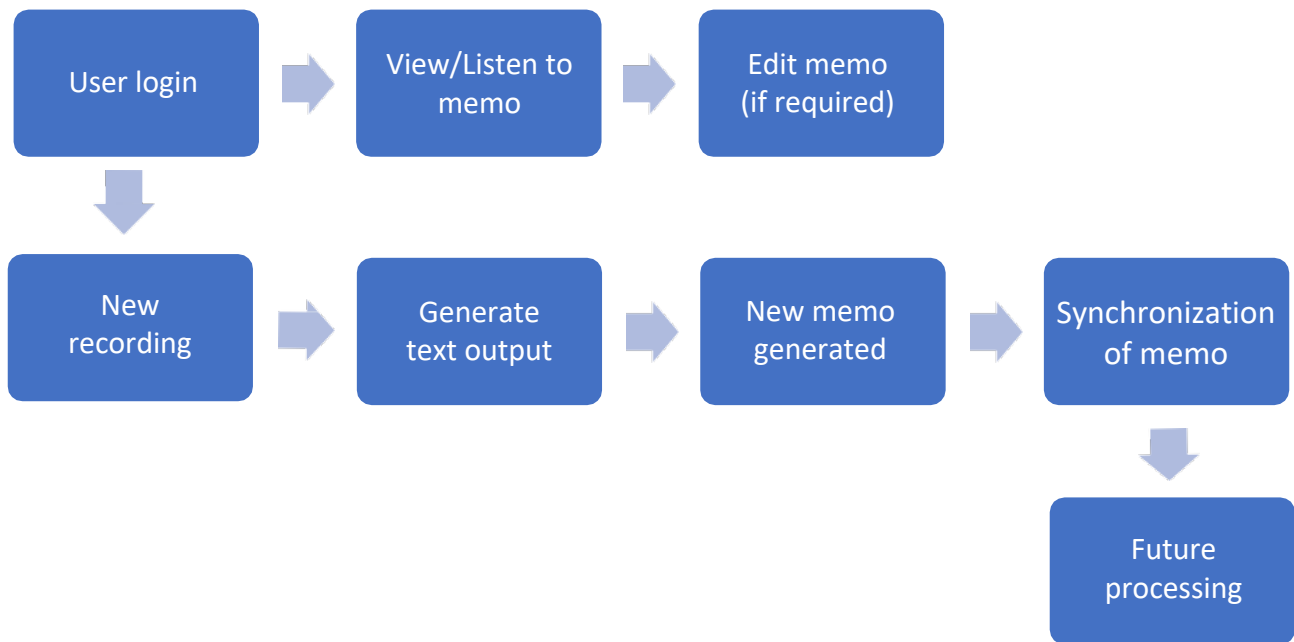 User login
View/Listen to
memo
Edit memo
(if required)
New
recording
Generate
text output
New memo
generated
Synchronization
of memo
Future
processing